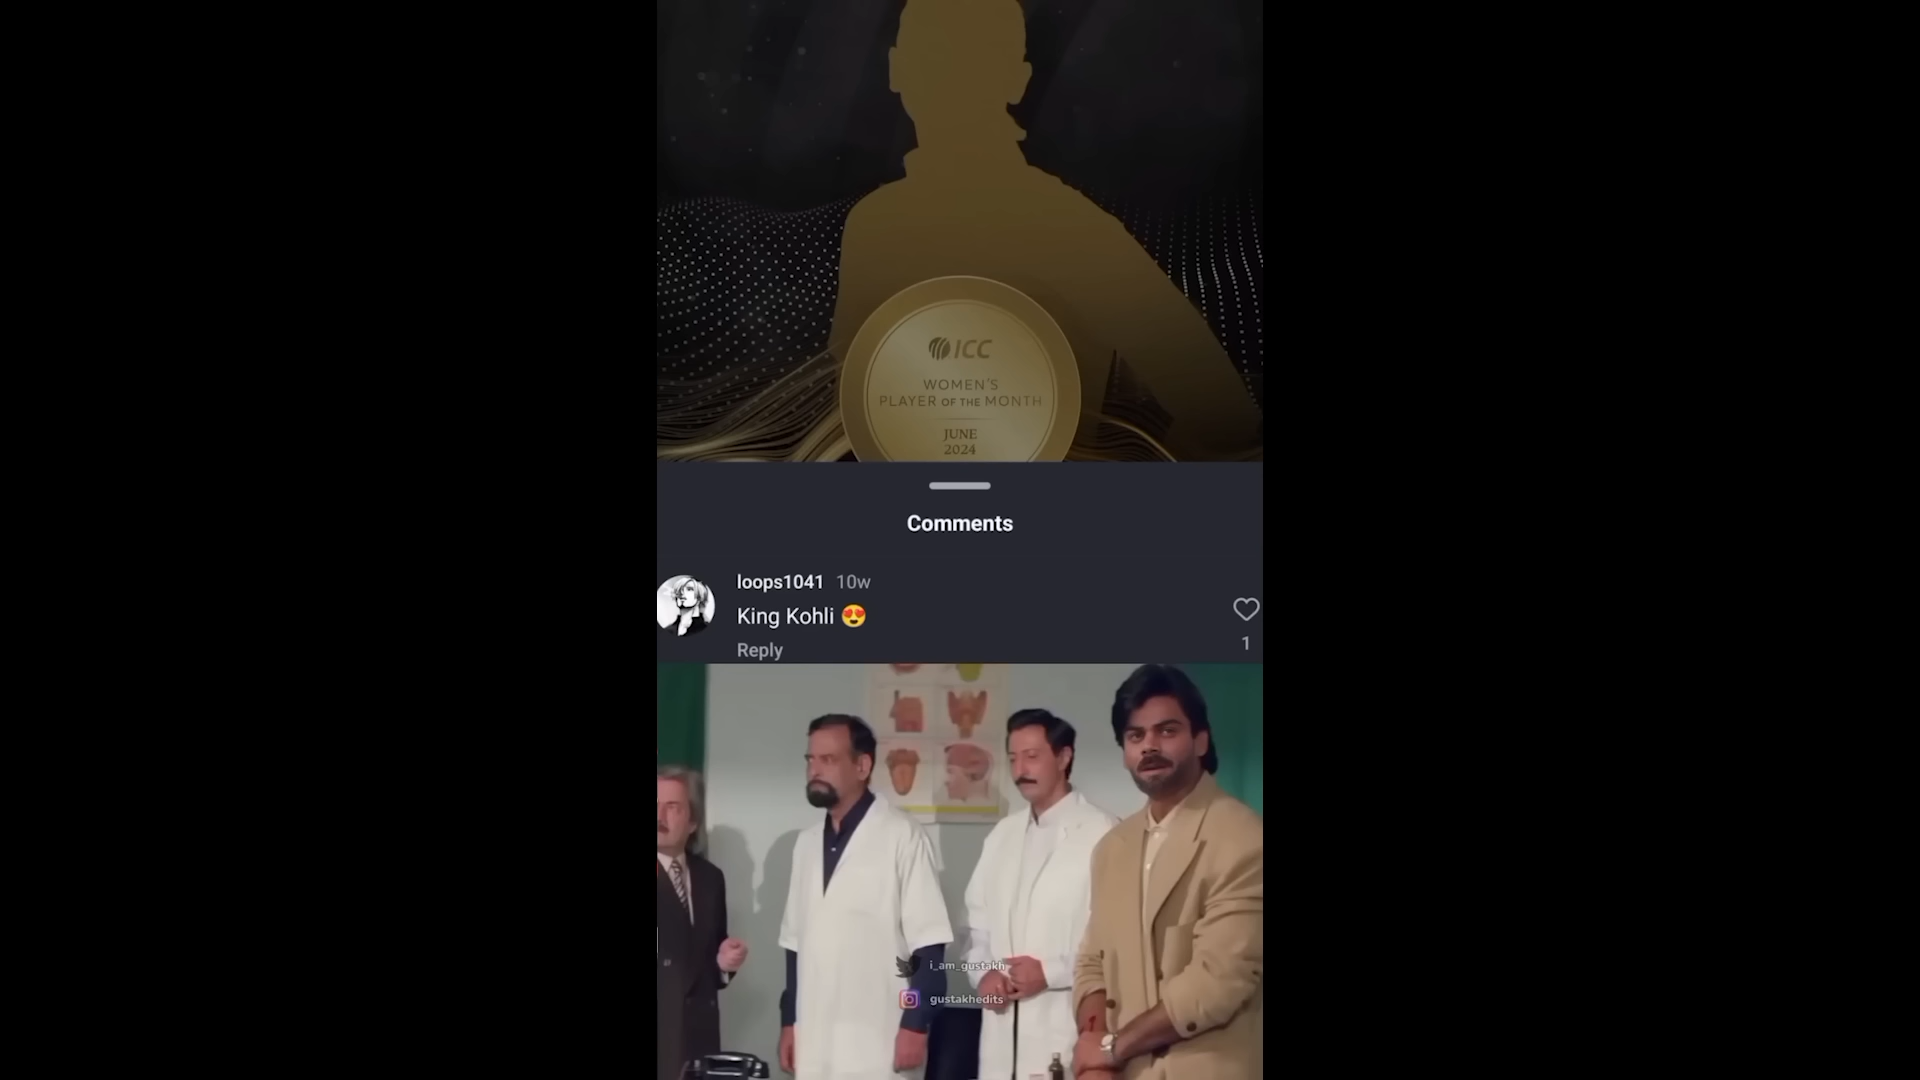 ICC
WOMEN'S
PLAYER OF THE MONTH
JUNE
2024
Comments
loops1041 10w
King Kohli 😍
1
Reply
i_am_gustakh
gustakhedits